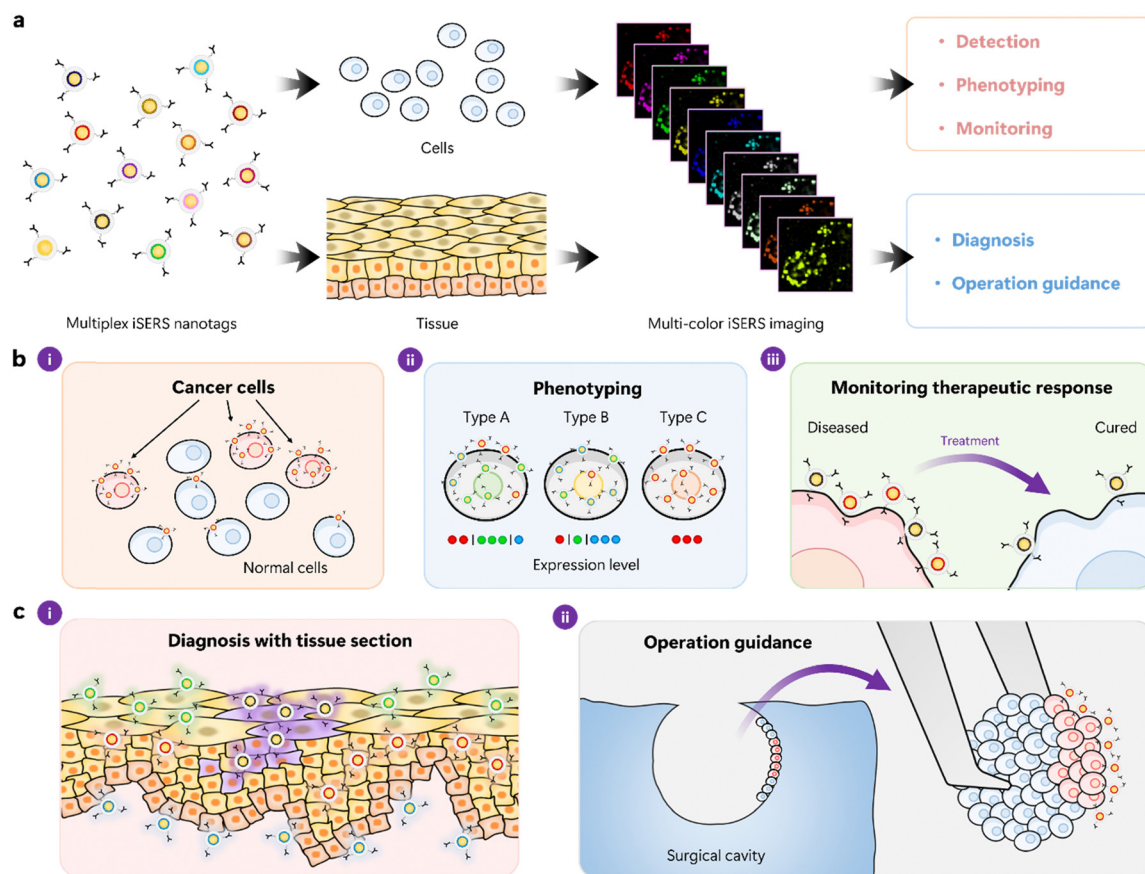 a
Detection
Phenotyping
Monitoring
Cells
Diagnosis
Operation guidance
Multiplex iSERS nanotags
Tissue
Multi-color iSERS imaging
b
i
Cancer cells
Normal cells
ii
Phenotyping
Type A
Type B
Type C
Expression level
iii
Monitoring therapeutic response
Diseased
Treatment
Cured
c
i
Diagnosis with tissue section
ii
Operation guidance
Surgical cavity